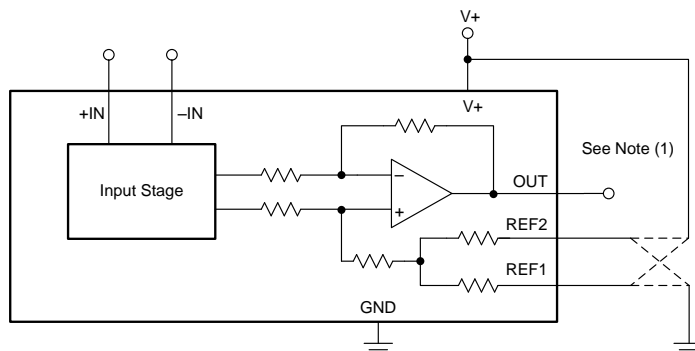 V+
+IN
–IN
V+
See Note (1)
Input Stage
–
OUT
+
REF2
REF1
GND